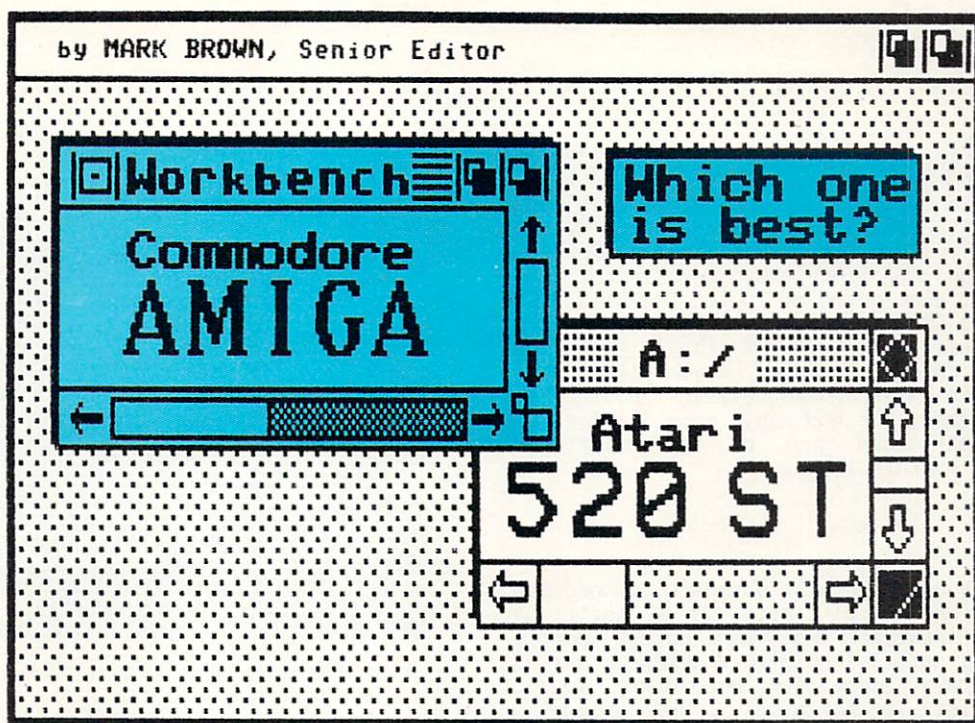 by MARK BROWN, Senior Editor
Workbench
Commodore
AMIGA
Which one
is best?
A:/
Atari
520 ST